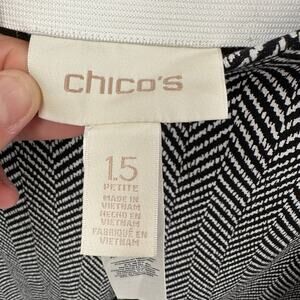 chico's
1.5
PETITE
MADE IN
VIETNAM
HECHO EN
VIETNAM
FABRIQUÉ EN
VIETNAM